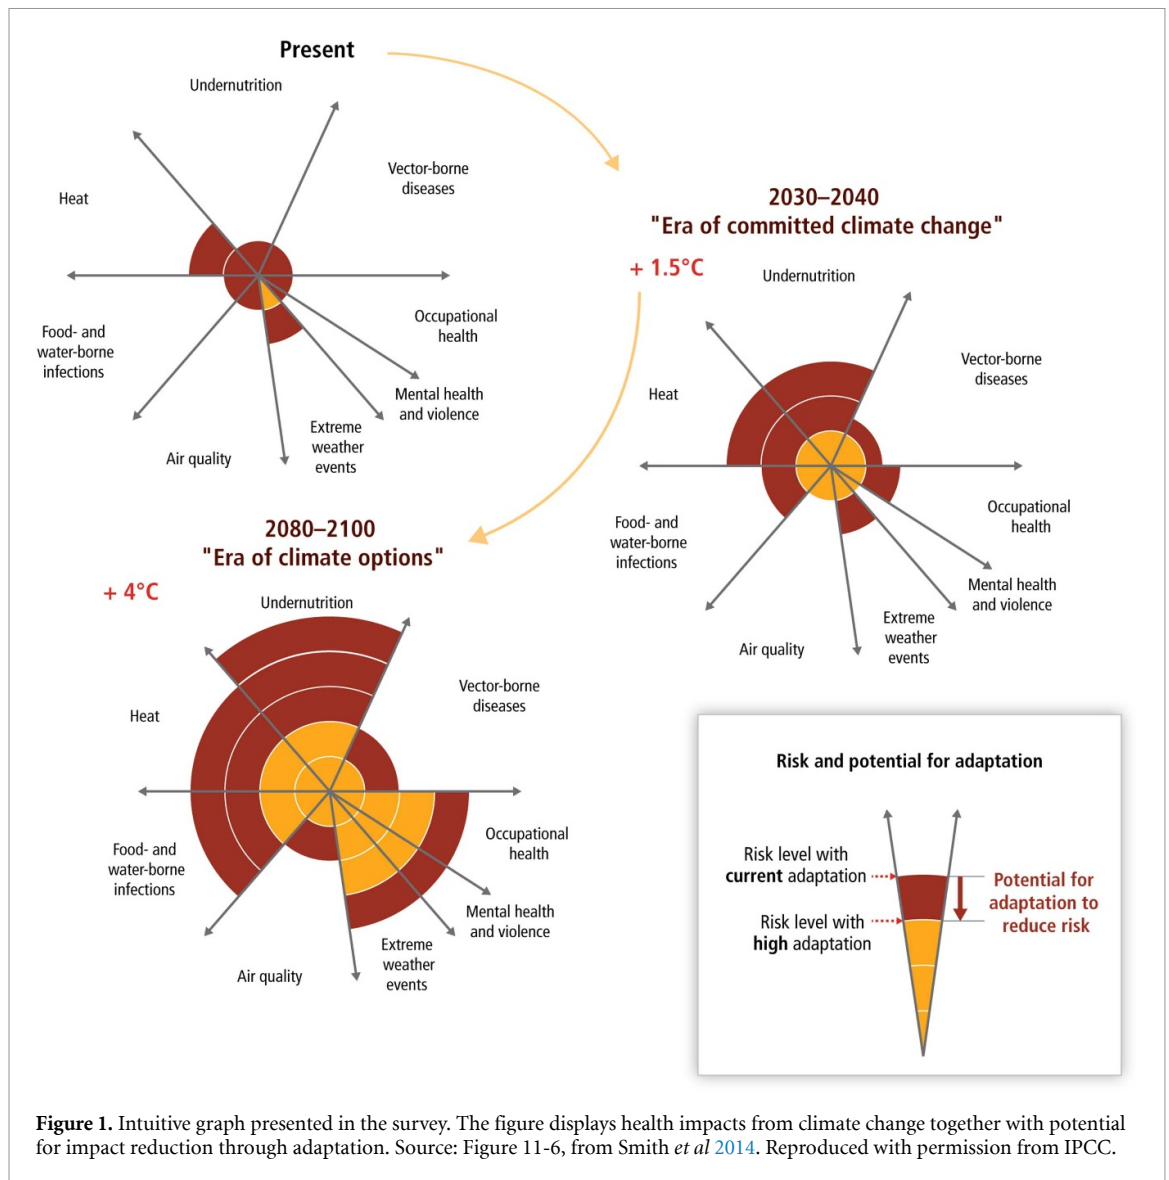 Present
Undernutrition
Vector-borne
diseases
Heat
Occupational
health
Food- and
water-borne
infections
Mental health
and violence
Extreme
weather
events
Air quality
2030–2040
"Era of committed climate change"
+ 1.5°C
Undernutrition
Vector-borne
diseases
Heat
Occupational
health
Food- and
water-borne
infections
Mental health
and violence
Extreme
weather
events
Air quality
2080–2100
"Era of climate options"
+ 4°C
Undernutrition
Vector-borne
diseases
Heat
Occupational
health
Food- and
water-borne
infections
Mental health
and violence
Extreme
weather
events
Air quality
Risk and potential for adaptation
Risk level with
current adaptation
Risk level with
high adaptation
Potential for
adaptation to
reduce risk
Figure 1. Intuitive graph presented in the survey. The figure displays health impacts from climate change together with potential
for impact reduction through adaptation. Source: Figure 11-6, from Smith et al 2014. Reproduced with permission from IPCC.